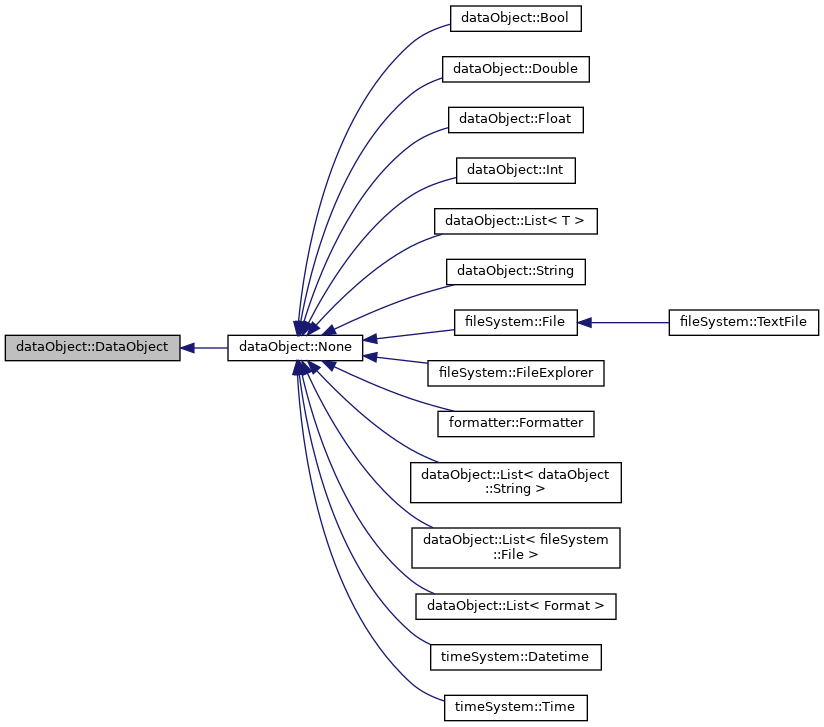 dataObject::Bool
dataObject::Double
dataObject::Float
dataObject::Int
dataObject::List< T >
dataObject::String
fileSystem::File
fileSystem::TextFile
dataObject::DataObject
dataObject::None
fileSystem::FileExplorer
formatter::Formatter
dataObject::List< dataObject
::String >
dataObject::List< fileSystem
::File >
dataObject::List< Format >
timeSystem::Datetime
timeSystem::Time